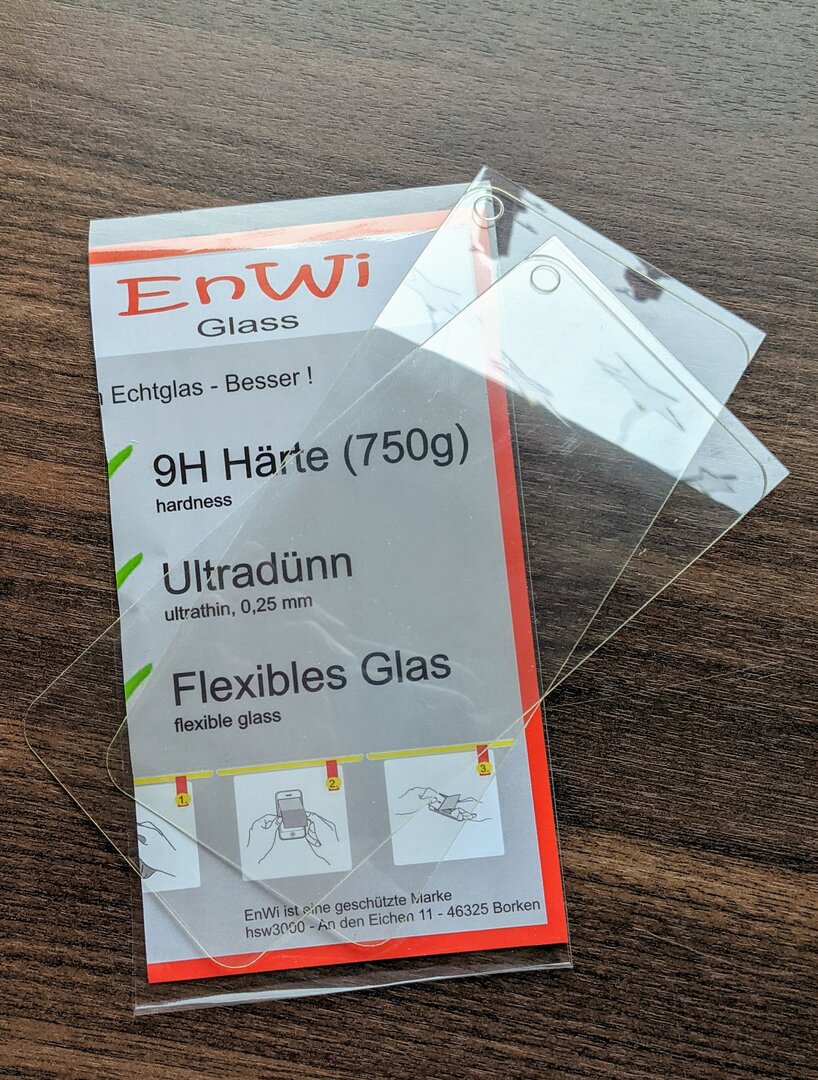 EnWi
Glass
Echtglas - Besser !
9H Härte (750g)
hardness
Ultradünn
ultrathin, 0,25 mm
Flexibles Glas
flexible glass
1.
2.
3.
EnWi ist eine geschützte Marke
hsw3000 - An den Eichen 11 - 46325 Borken